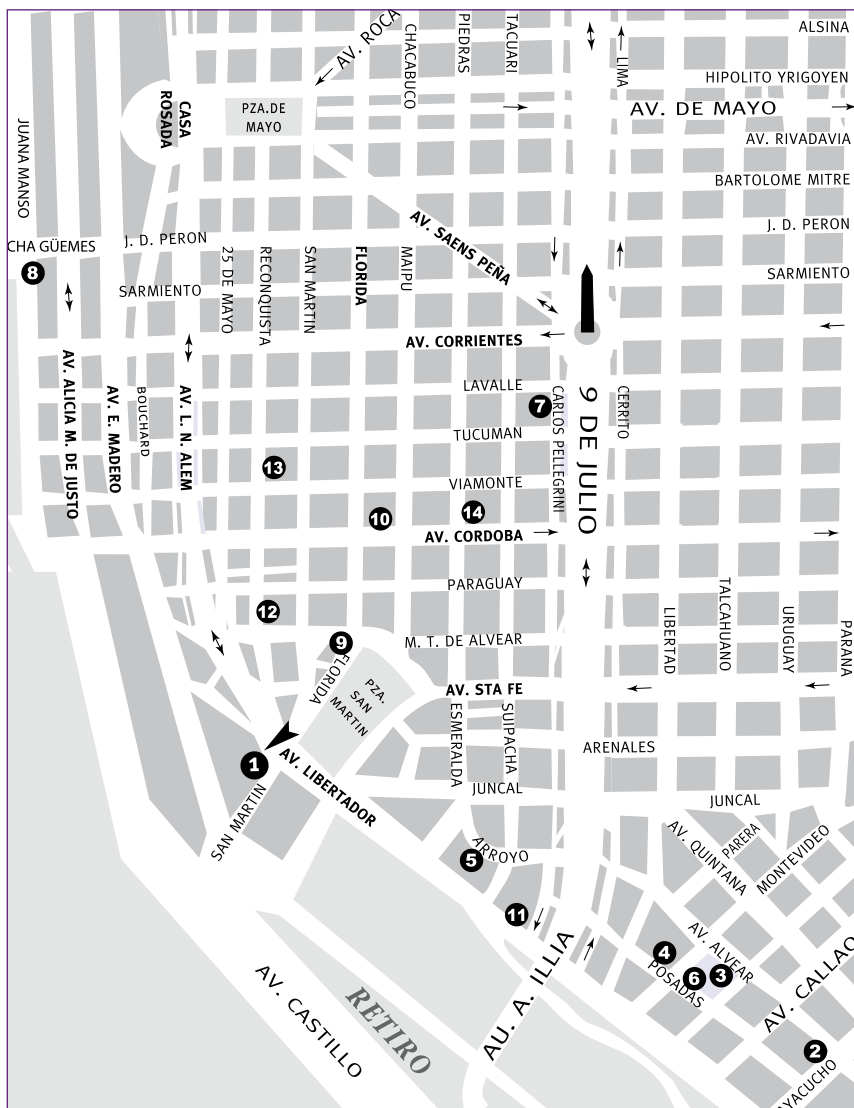 ALSINA
AV. ROCA
CHACABUCO
PIEDRAS
TACUARI
LIMA
HIPOLITO YRIGOYEN
AV. DE MAYO
CASA
ROSADA
PZA.DE
MAYO
JUANA MANSO
AV. RIVADAVIA
BARTOLOME MITRE
AV. SAENS PEÑA
J. D. PERON
J. D. PERON
CHA GÜEMES
8
25 DE MAYO
RECONQUISTA
SAN MARTIN
FLORIDA
MAIPU
SARMIENTO
SARMIENTO
AV. CORRIENTES
AV. ALICIA M. DE JUSTO
AV. E. MADERO
BOUCHARD
AV. L. N. ALEM
LAVALLE
7
CARLOS PELLEGRINI
9 DE JULIO
CERRITO
TUCUMAN
13
VIAMONTE
10
14
AV. CORDOBA
PARAGUAY
12
LIBERTAD
TALCAHUANO
URUGUAY
PARANA
9
FLORIDA
M. T. DE ALVEAR
PZA.
SAN
MARTIN
AV. STA FE
ESMERALDA
SUIPACHA
ARENALES
1
AV. LIBERTADOR
SAN MARTIN
JUNCAL
JUNCAL
AV. QUINTANA
PARERA
MONTEVIDEO
5
ARROYO
11
AV. ALVEAR
4
POSADAS
6
3
AV. CALLAO
AU. A. ILLIA
AV. CASTILLO
RETIRO
2
AYACUCHO